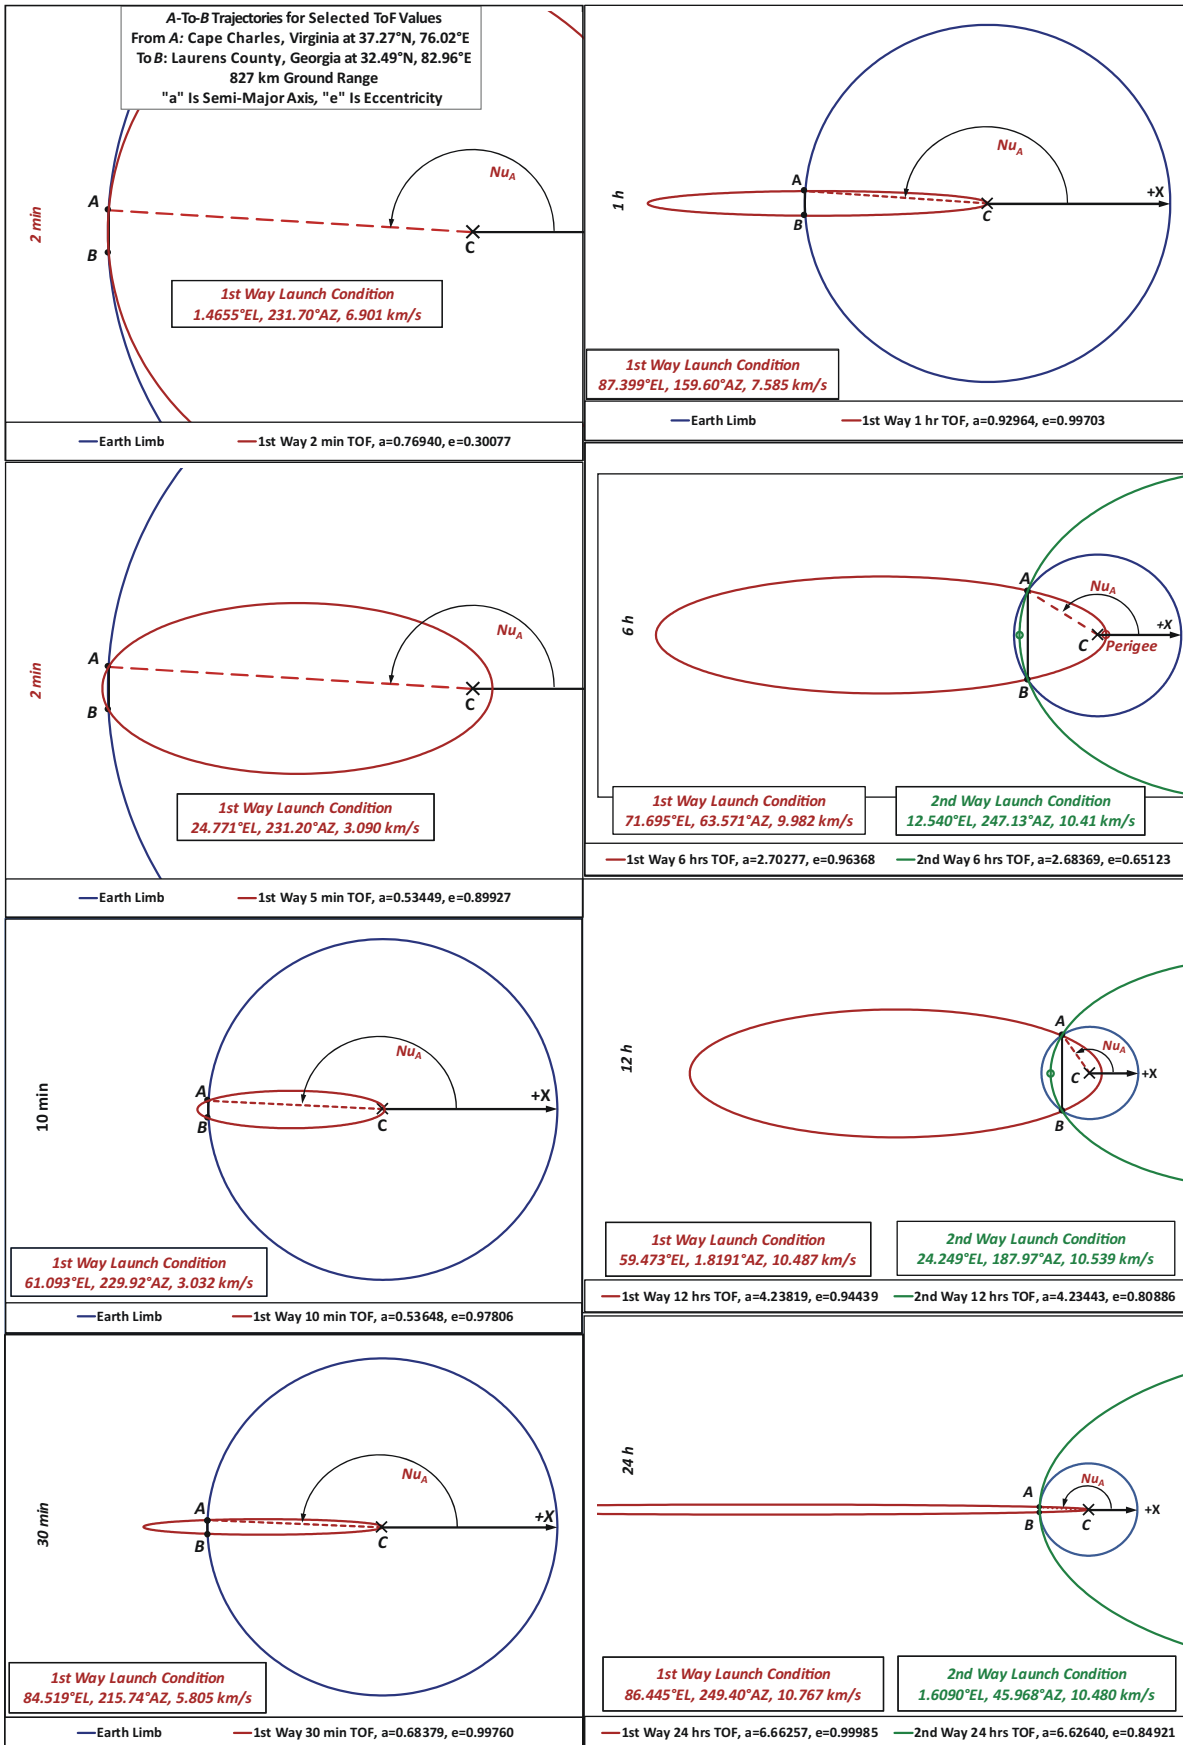 A-To-B Trajectories for Selected ToF Values
From A: Cape Charles, Virginia at 37.27°N, 76.02°E
To B: Laurens County, Georgia at 32.49°N, 82.96°E
827 km Ground Range
"a" Is Semi-Major Axis, "e" Is Eccentricity
2 min
A
B
C
NuA
1st Way Launch Condition
1.4655°EL, 231.70°AZ, 6.901 km/s
Earth Limb
1st Way 2 min TOF, a=0.76940, e=0.30077
2 min
A
B
C
NuA
1st Way Launch Condition
24.771°EL, 231.20°AZ, 3.090 km/s
Earth Limb
1st Way 5 min TOF, a=0.53449, e=0.89927
10 min
A
B
C
NuA
+X
1st Way Launch Condition
61.093°EL, 229.92°AZ, 3.032 km/s
Earth Limb
1st Way 10 min TOF, a=0.53648, e=0.97806
30 min
A
B
C
NuA
+X
1st Way Launch Condition
84.519°EL, 215.74°AZ, 5.805 km/s
Earth Limb
1st Way 30 min TOF, a=0.68379, e=0.99760
1 h
A
B
C
NuA
+X
1st Way Launch Condition
87.399°EL, 159.60°AZ, 7.585 km/s
Earth Limb
1st Way 1 hr TOF, a=0.92964, e=0.99703
6 h
A
B
C
NuA
+X
Perigee
1st Way Launch Condition
71.695°EL, 63.571°AZ, 9.982 km/s
2nd Way Launch Condition
12.540°EL, 247.13°AZ, 10.41 km/s
1st Way 6 hrs TOF, a=2.70277, e=0.96368
2nd Way 6 hrs TOF, a=2.68369, e=0.65123
12 h
A
B
C
NuA
+X
1st Way Launch Condition
59.473°EL, 1.8191°AZ, 10.487 km/s
2nd Way Launch Condition
24.249°EL, 187.97°AZ, 10.539 km/s
1st Way 12 hrs TOF, a=4.23819, e=0.94439
2nd Way 12 hrs TOF, a=4.23443, e=0.80886
24 h
A
B
C
NuA
+X
1st Way Launch Condition
86.445°EL, 249.40°AZ, 10.767 km/s
2nd Way Launch Condition
1.6090°EL, 45.968°AZ, 10.480 km/s
1st Way 24 hrs TOF, a=6.66257, e=0.99985
2nd Way 24 hrs TOF, a=6.62640, e=0.84921